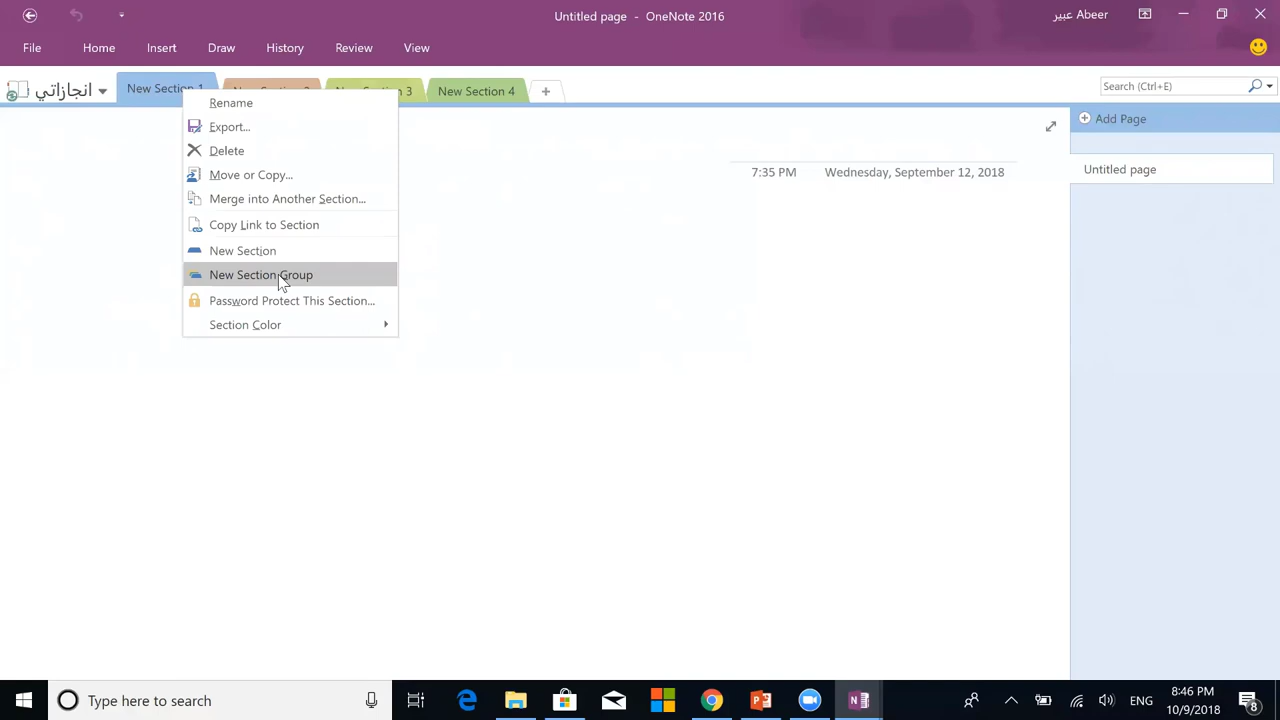 Untitled page - OneNote 2016
Abeer عبير
File Home Insert Draw History Review View
انجازاتي New Section 1 New Section 4 Search (Ctrl+E)
Rename
Export...
Delete
Move or Copy...
Merge into Another Section...
Copy Link to Section
New Section
New Section Group
Password Protect This Section...
Section Color
Add Page
Untitled page
7:35 PM Wednesday, September 12, 2018
Type here to search
ENG
8:46 PM
10/9/2018
8